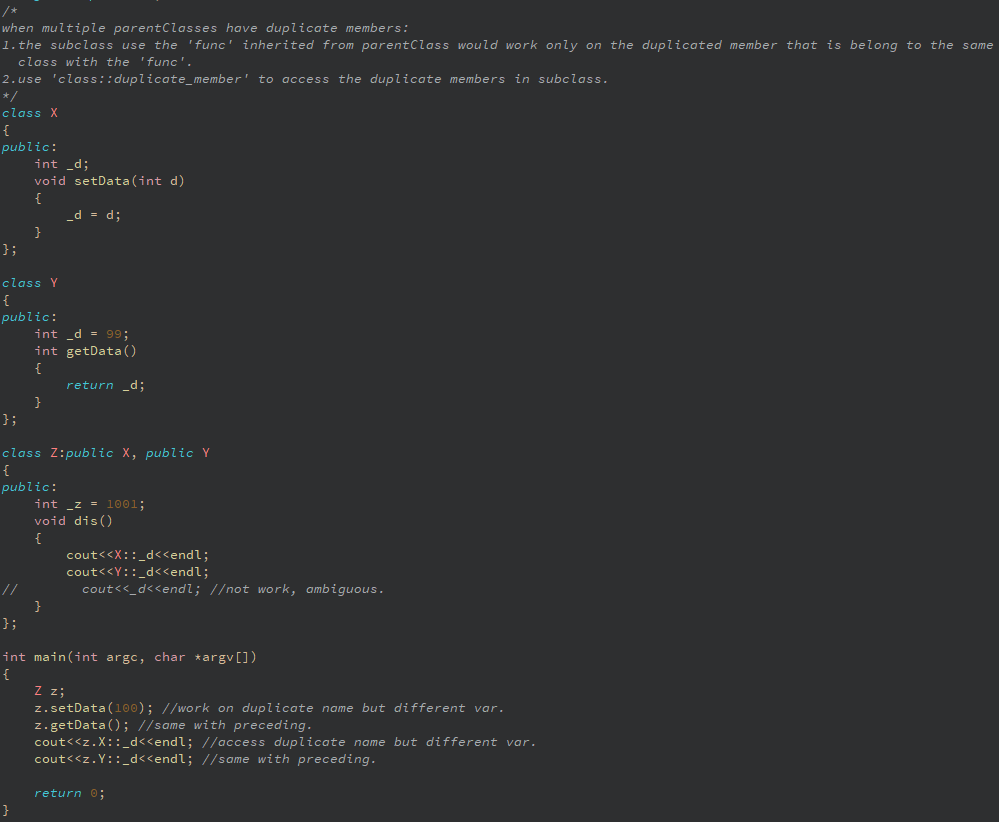 /*
when multiple parentClasses have duplicate members:
1.the subclass use the 'func' inherited from parentClass would work only on the duplicated member that is belong to the same
  class with the 'func'.
2.use 'class::duplicate_member' to access the duplicate members in subclass.
*/
class X
{
public:
    int _d;
    void setData(int d)
    {
        _d = d;
    }
};

class Y
{
public:
    int _d = 99;
    int getData()
    {
        return _d;
    }
};

class Z:public X, public Y
{
public:
    int _z = 1001;
    void dis()
    {
        cout<<X::_d<<endl;
        cout<<Y::_d<<endl;
//        cout<<_d<<endl; //not work, ambiguous.
    }
};

int main(int argc, char *argv[])
{
    Z z;
    z.setData(100); //work on duplicate name but different var.
    z.getData(); //same with preceding.
    cout<<z.X::_d<<endl; //access duplicate name but different var.
    cout<<z.Y::_d<<endl; //same with preceding.

    return 0;
}